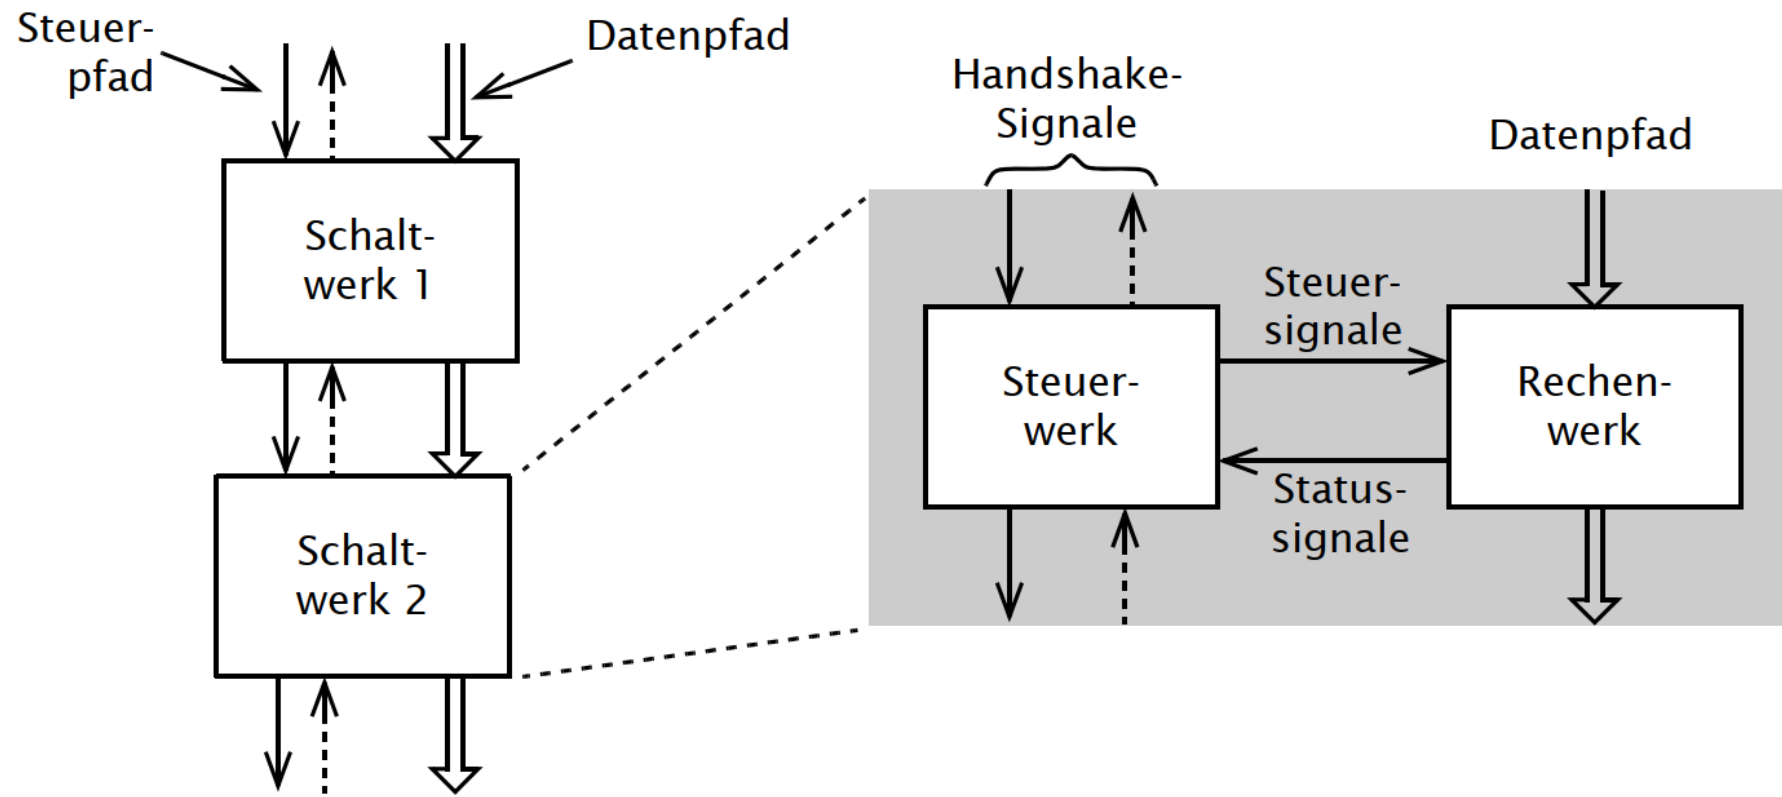 Steuer-
pfad
Datenpfad
Schalt-
werk 1
Schalt-
werk 2
Handshake-
Signale
Datenpfad
Steuer-
signale
Steuer-
werk
Rechen-
werk
Status-
signale